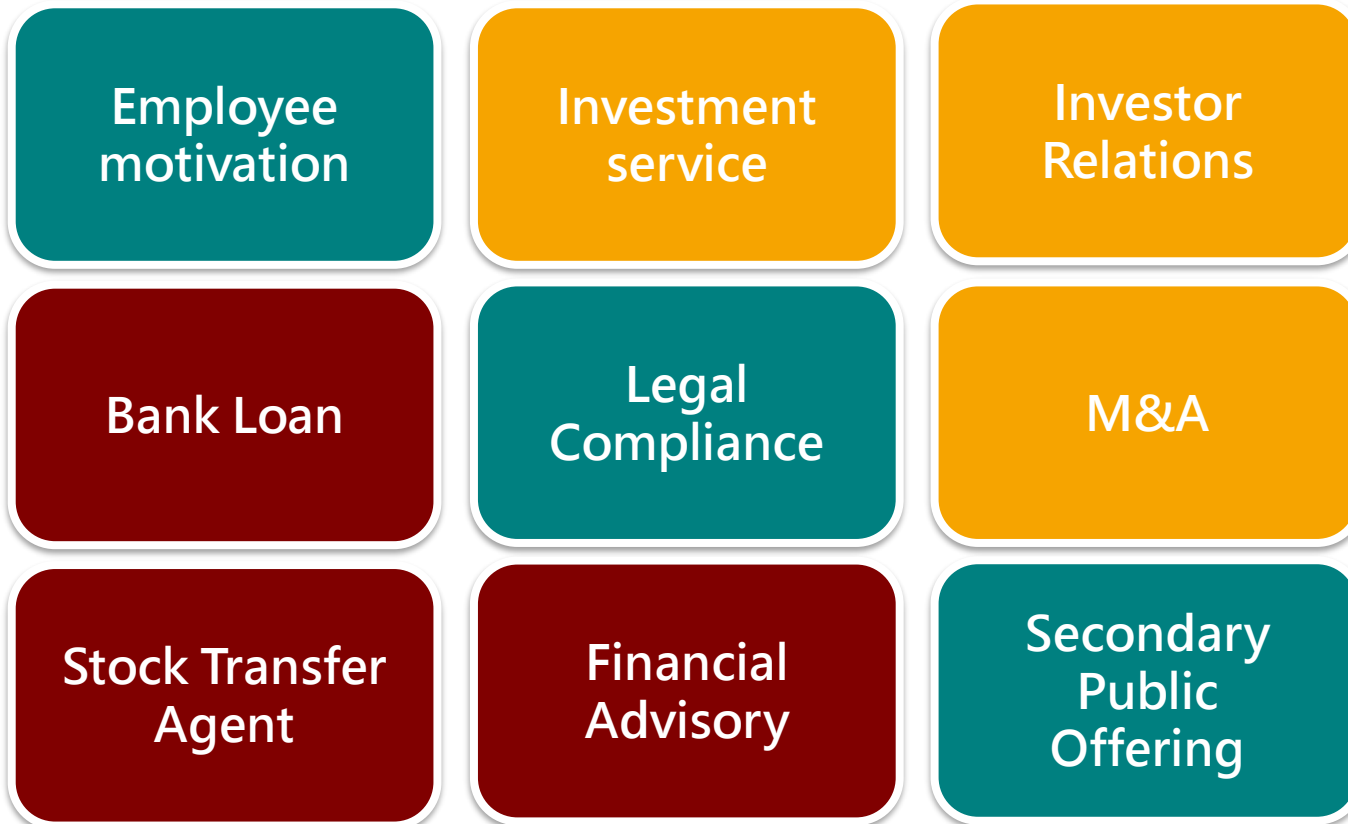 Employee
motivation
Investment
service
Investor
Relations
Bank Loan
Legal
Compliance
M&A
Stock Transfer
Agent
Financial
Advisory
Secondary
Public
Offering